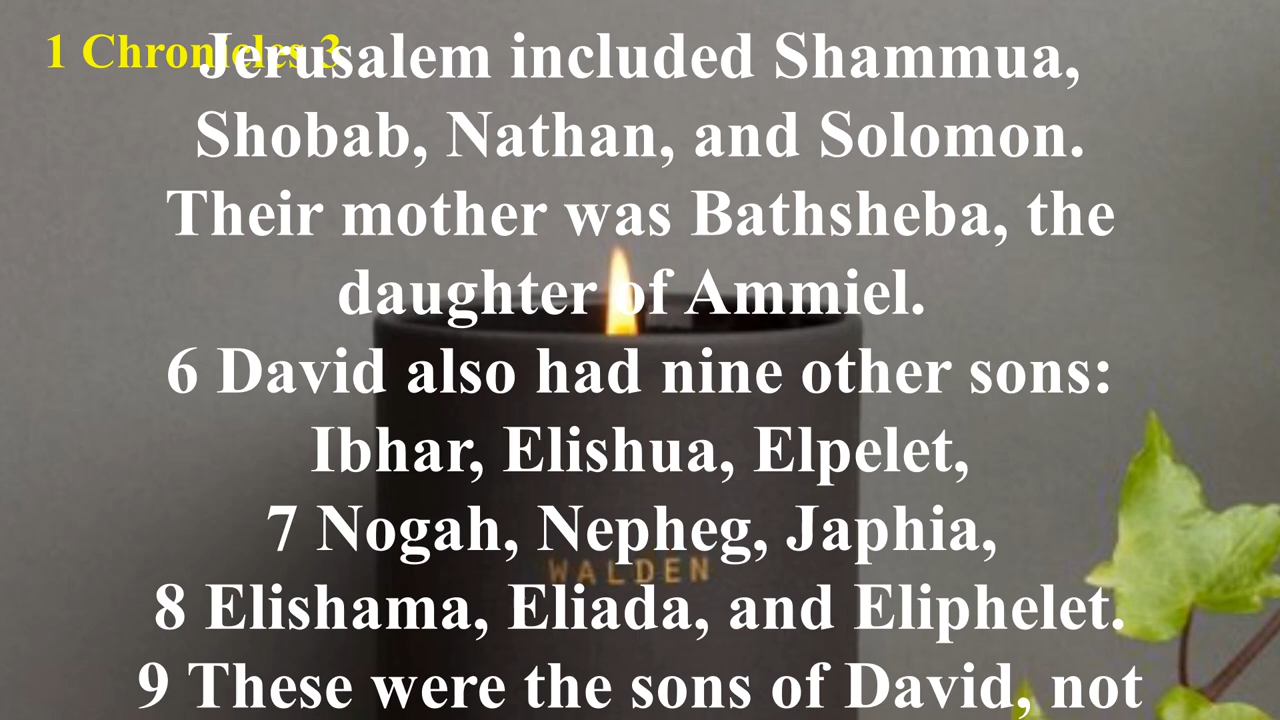 1 Chronicles 3
Jerusalem included Shammua,
Shobab, Nathan, and Solomon.
Their mother was Bathsheba, the
daughter of Ammiel.
6 David also had nine other sons:
Ibhar, Elishua, Elpelet,
7 Nogah, Nepheg, Japhia,
WALDEN
8 Elishama, Eliada, and Eliphelet.
9 These were the sons of David, not